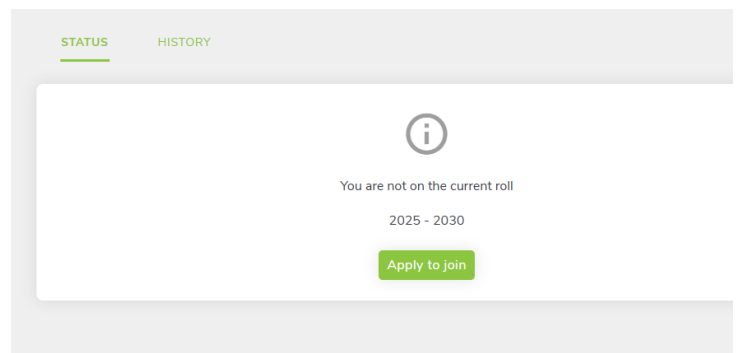 STATUS HISTORY
You are not on the current roll
2025 - 2030
Apply to join